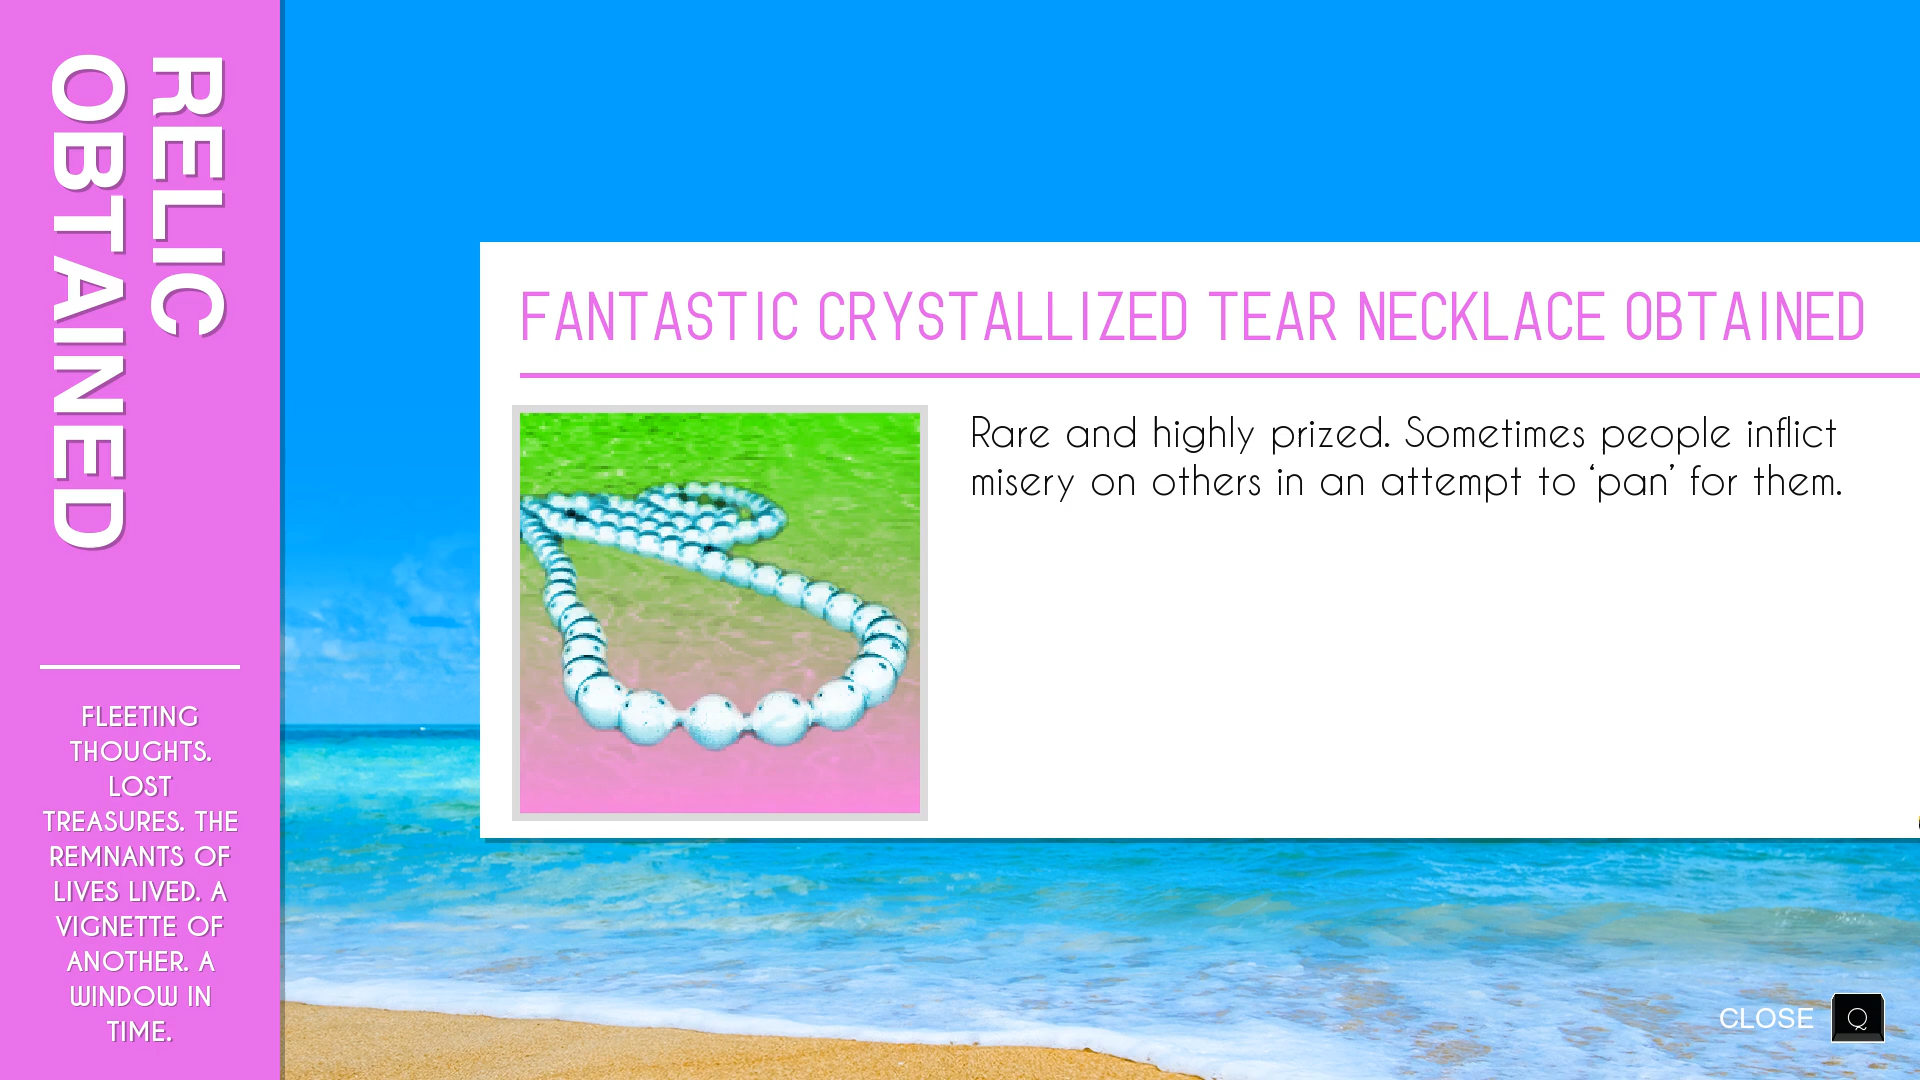 RELIC
OBTAINED
FLEETING
THOUGHTS.
LOST
TREASURES. THE
REMNANTS OF
LIVES LIVED. A
VIGNETTE OF
ANOTHER. A
WINDOW IN
TIME.
FANTASTIC CRYSTALLIZED TEAR NECKLACE OBTAINED
Rare and highly prized. Sometimes people inflict
misery on others in an attempt to ‘pan’ for them.
CLOSE Q